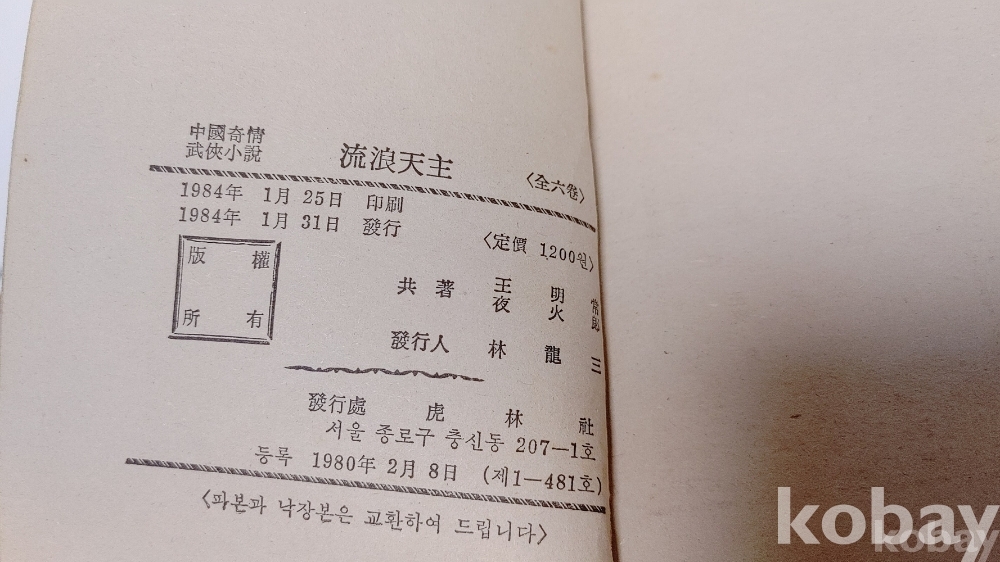 中國奇情
武俠小說
流浪天主
〈全六卷〉
1984年 1月 25日 印刷
1984年 1月 31日 發行
〈定價 1,200원〉
版權
所有
共著 王明常
夜火郎
發行人 林龍三
發行處 虎林社
서울 종로구 충신동 207—1호
등록 1980年 2月 8日 (제1—481호)
〈파본과 낙장본은 교환하여 드립니다〉
kobay
kobay